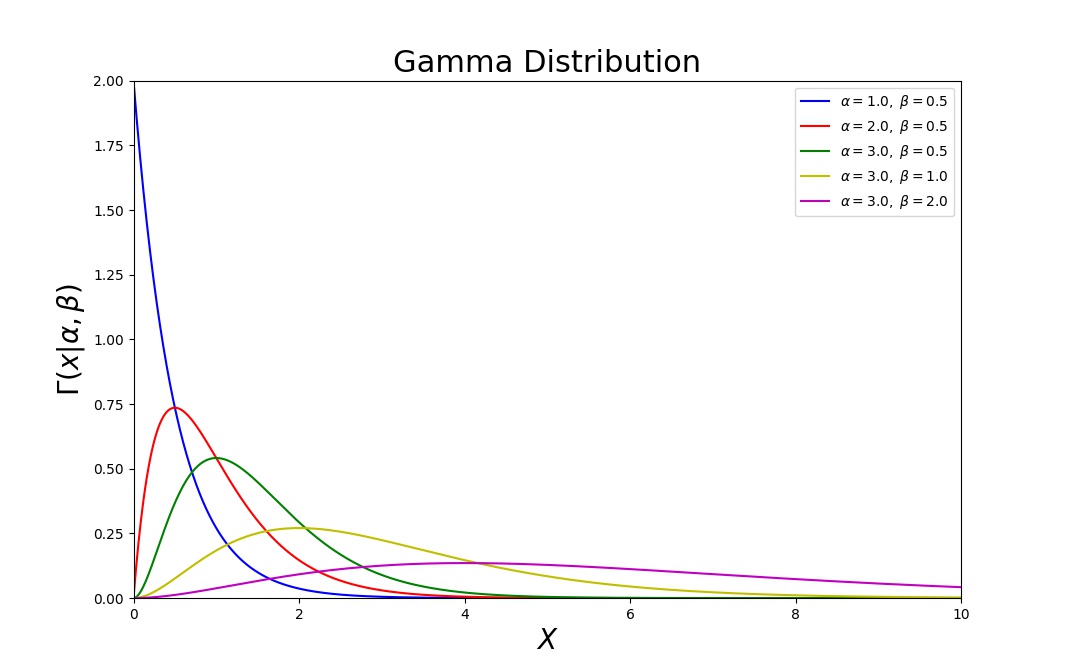 Gamma Distribution
2.00
1.75
1.50
1.25
1.00
0.75
0.50
0.25
0.00
Γ(x|α, β)
α = 1.0, β = 0.5
α = 2.0, β = 0.5
α = 3.0, β = 0.5
α = 3.0, β = 1.0
α = 3.0, β = 2.0
0 2 4 6 8 10
X